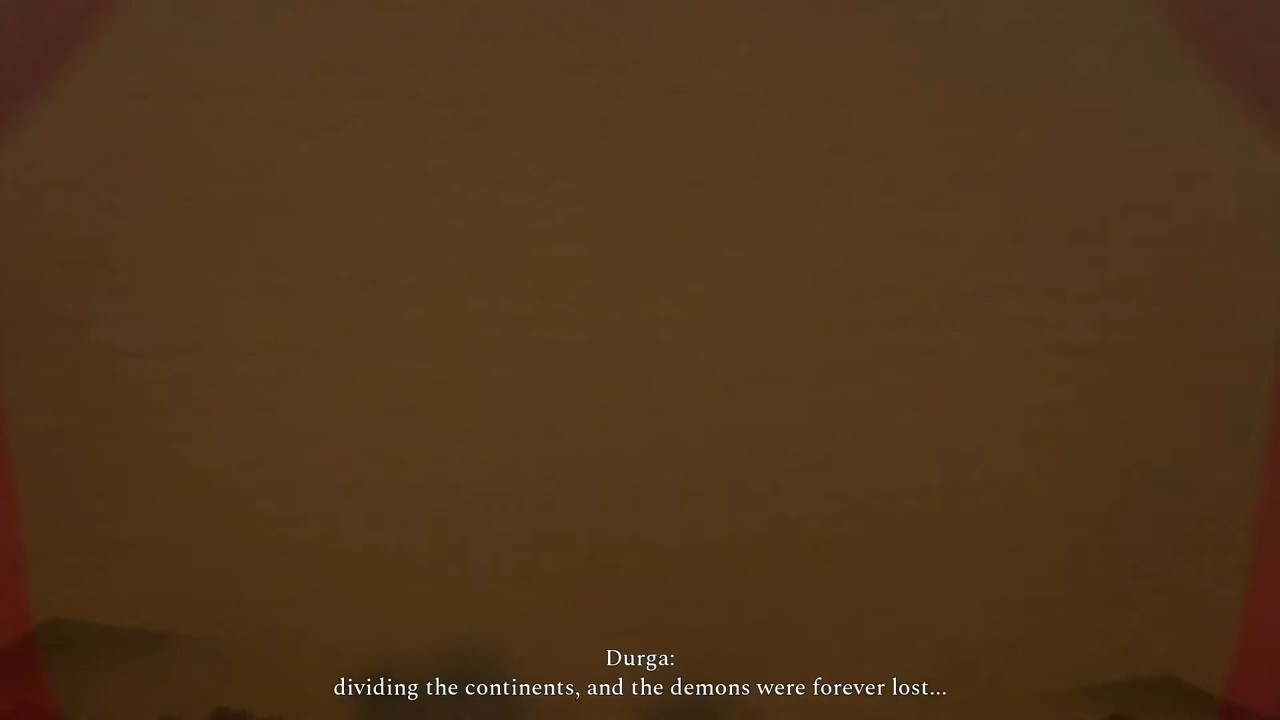 Durga:
dividing the continents, and the demons were forever lost...